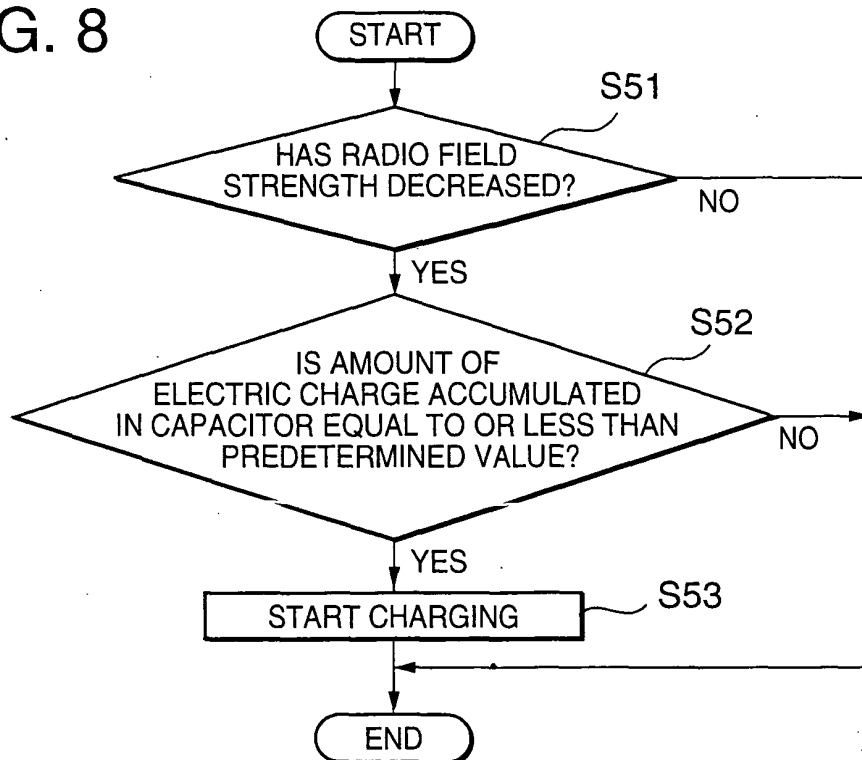 G. 8
START
S51
HAS RADIO FIELD
STRENGTH DECREASED?
NO
YES
S52
IS AMOUNT OF
ELECTRIC CHARGE ACCUMULATED
IN CAPACITOR EQUAL TO OR LESS THAN
PREDETERMINED VALUE?
NO
YES
START CHARGING
S53
END